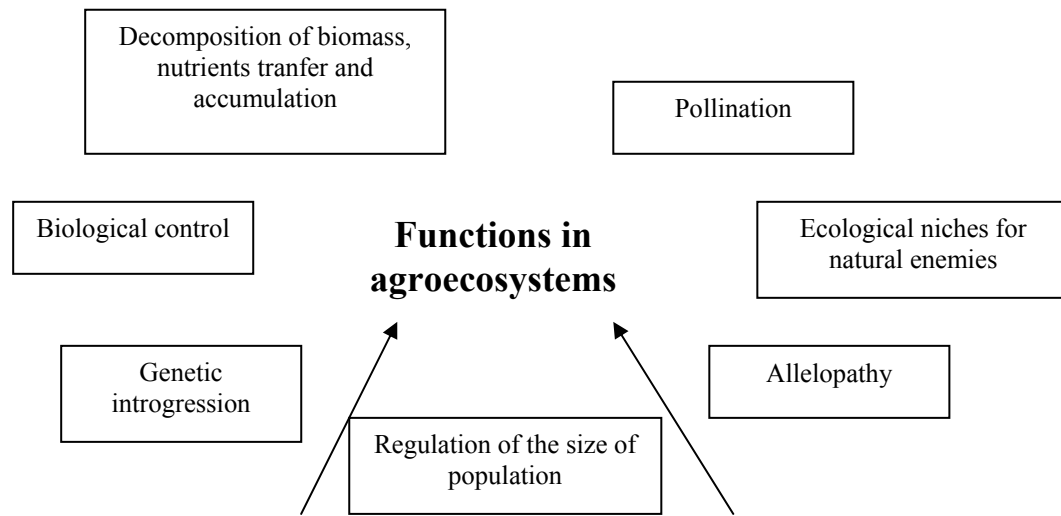 Decomposition of biomass,
nutrients tranfer and
accumulation
Pollination
Biological control
Functions in
agroecosystems
Ecological niches for
natural enemies
Genetic
introgression
Allelopathy
Regulation of the size of
population